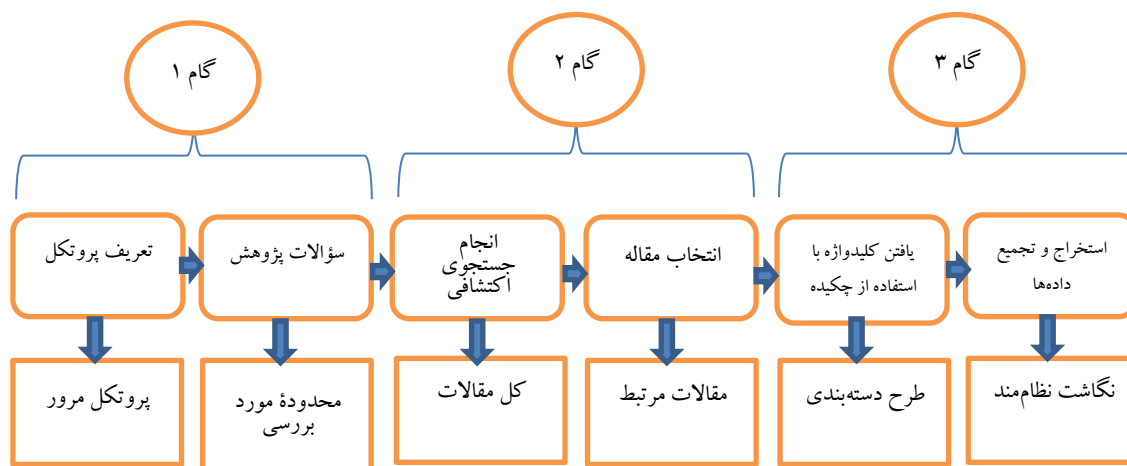 گام ۱
گام ۲
گام ۳
تعریف پروتکل
سؤالات پژوهش
انجام
جستجوی
اکتشافی
انتخاب مقاله
یافتن کلیدواژه با
استفاده از چکیده
استخراج و تجمیع
داده‌ها
پروتکل مرور
محدودۀ مورد
بررسی
کل مقالات
مقالات مرتبط
طرح دسته‌بندی
نگاشت نظام‌مند